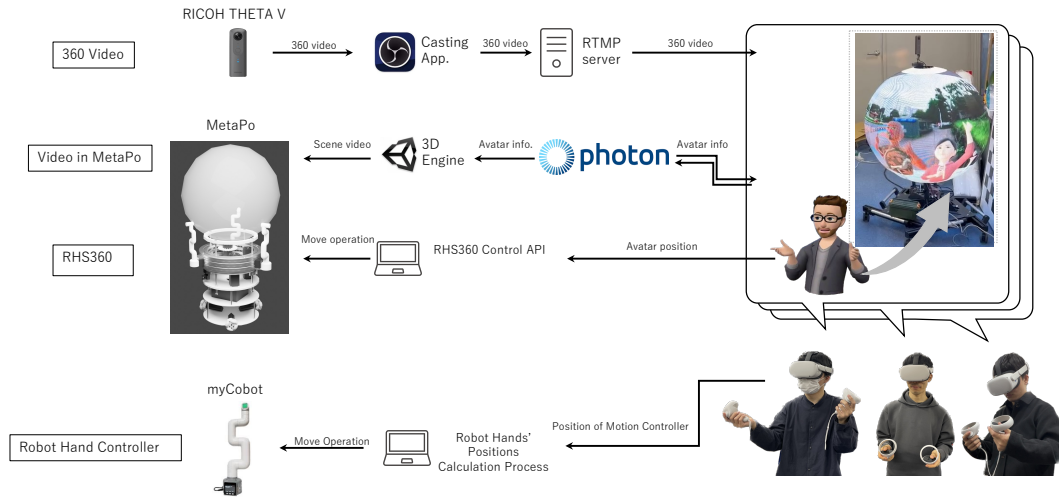 RICOH THETA V
360 Video
360 video
Casting
App.
360 video
RTMP
server
360 video
MetaPo
Video in MetaPo
Scene video
3D
Engine
Avatar info.
photon
Avatar info
RHS360
Move operation
RHS360 Control API
Avatar position
myCobot
Robot Hand Controller
Move Operation
Robot Hands'
Positions
Calculation Process
Position of Motion Controller